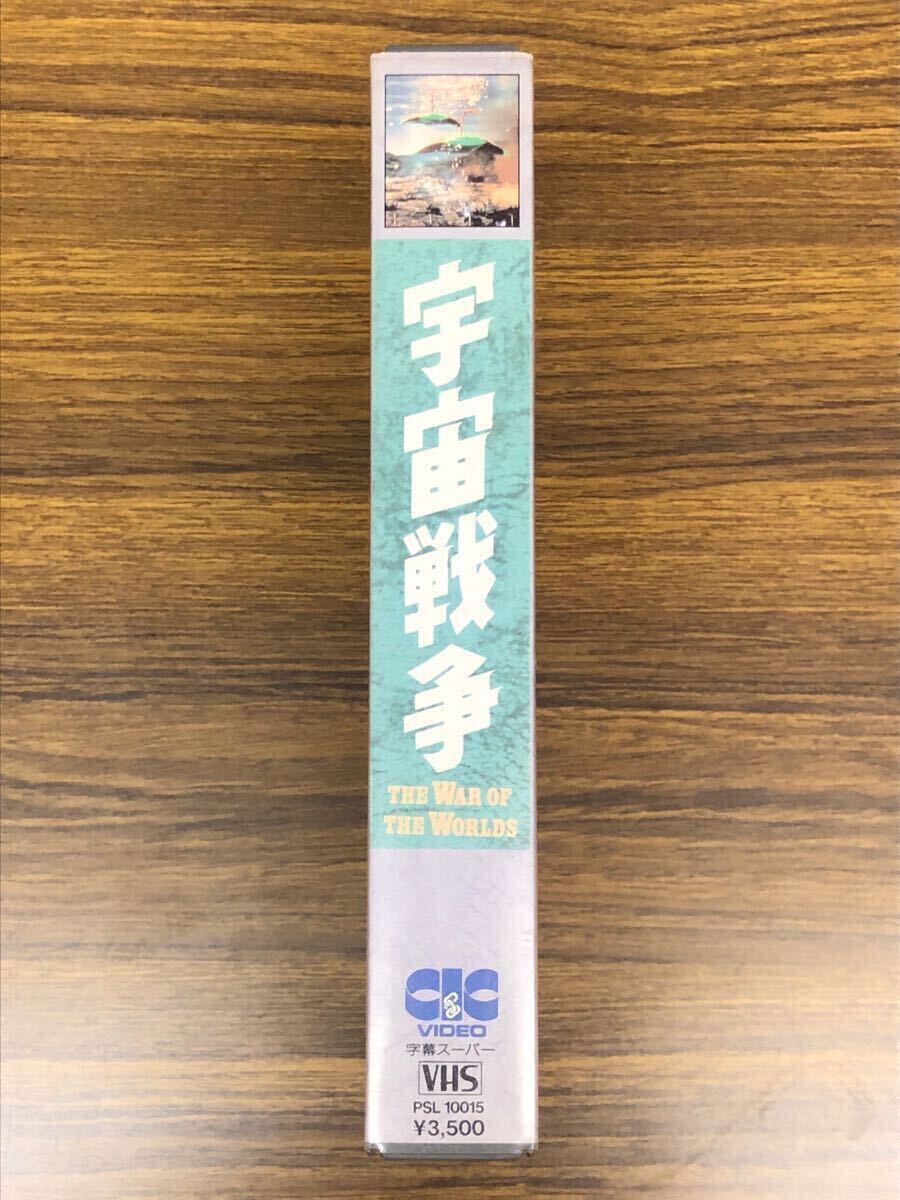 宇宙戦争
THE WAR OF
THE WORLDS
CIC
VIDEO
字幕スーパー
VHS
PSL 10015
¥3,500